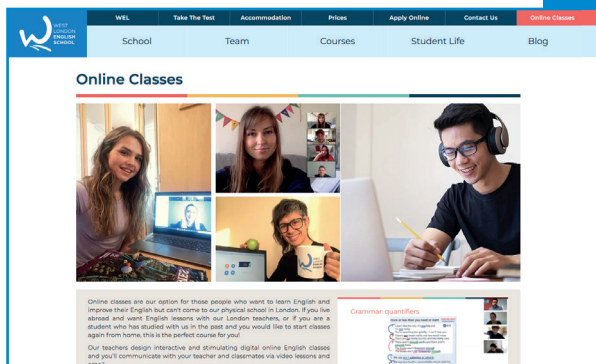 WEST
LONDON
ENGLISH
SCHOOL
WEL Take The Test Accommodation Prices Apply Online Contact Us Online Classes
School Team Courses Student Life Blog
Online Classes
Online classes are our option for those people who want to learn English and
improve their English but can't come to our physical school in London. If you live
abroad and want English lessons with our London teachers, or if you are a
student who has studied with us in the past and you would like to start classes
again from home, this is the perfect course for you!
Our teachers design interactive and stimulating digital online English classes
and you'll communicate with your teacher and classmates via video lessons and
Grammar: quantifiers